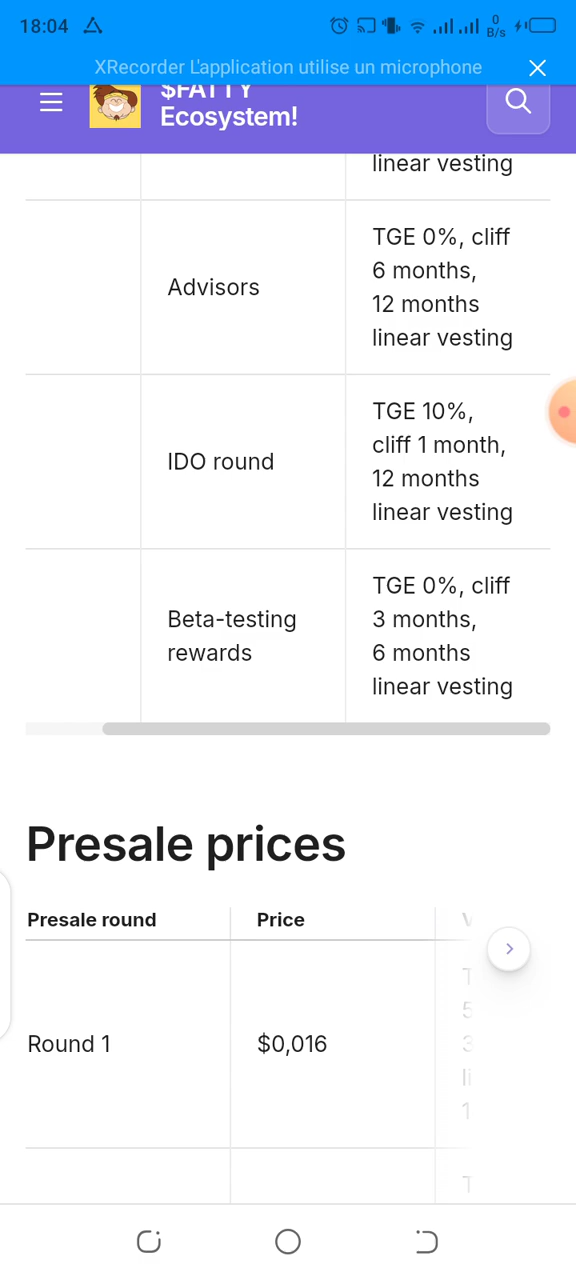 18:04
0
B/s
XRecorder L'application utilise un microphone
$FATTY
Ecosystem!
linear vesting
Advisors
TGE 0%, cliff
6 months,
12 months
linear vesting
IDO round
TGE 10%,
cliff 1 month,
12 months
linear vesting
Beta-testing
rewards
TGE 0%, cliff
3 months,
6 months
linear vesting
Presale prices
Presale round
Price
Round 1
$0,016